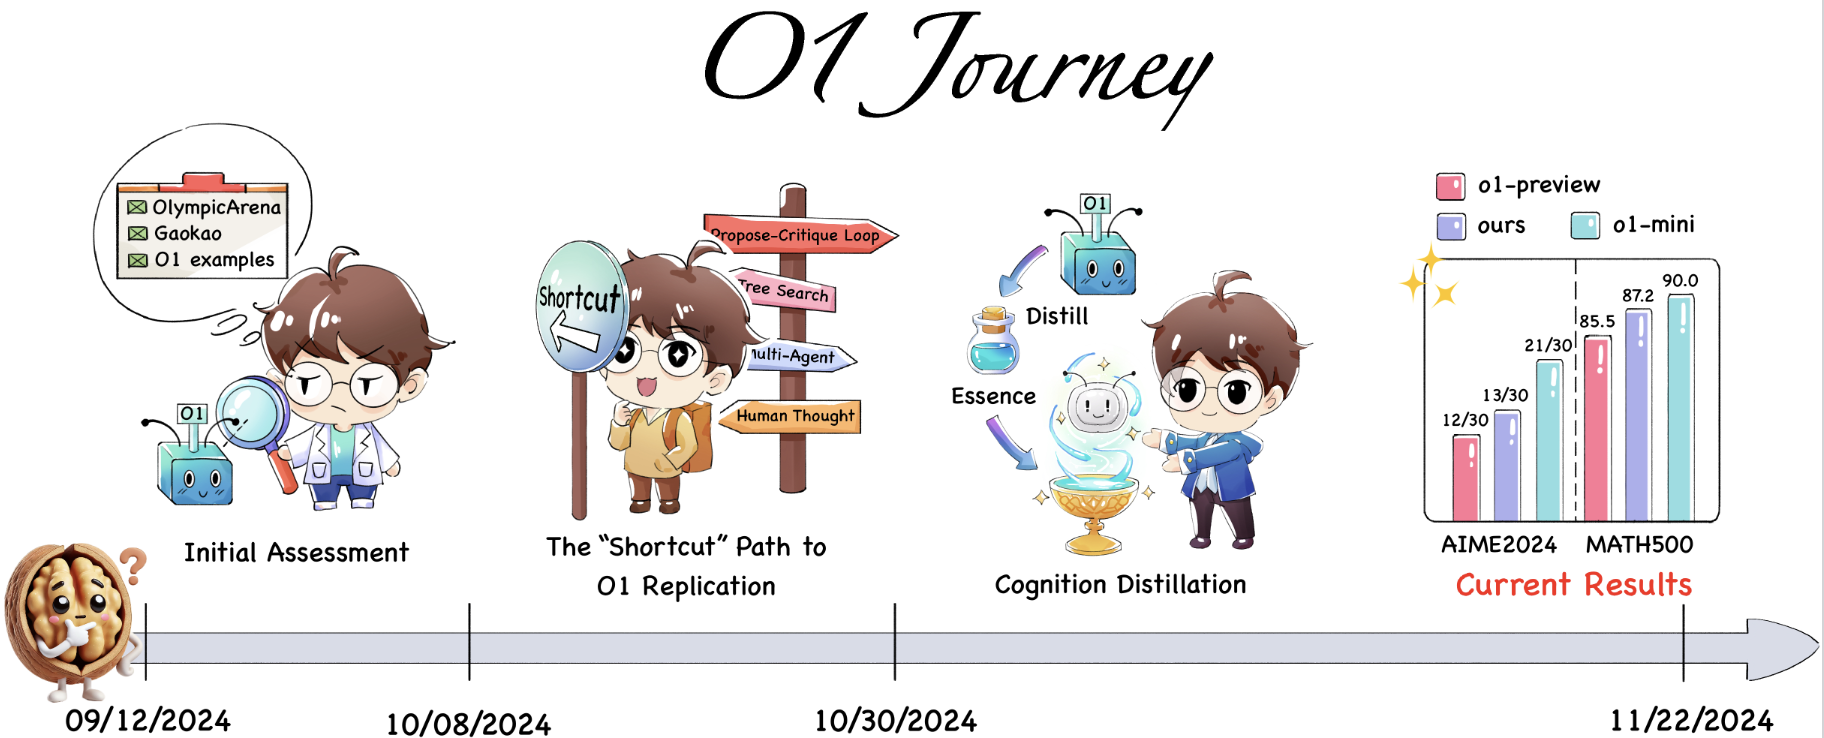 O1 Journey
OlympicArena
Gaokao
O1 examples
O1
Initial Assessment
Shortcut
Propose-Critique Loop
Tree Search
Multi-Agent
Human Thought
The “Shortcut” Path to
O1 Replication
O1
Distill
Essence
Cognition Distillation
o1-preview
ours
o1-mini
12/30
13/30
21/30
85.5
87.2
90.0
AIME2024
MATH500
Current Results
?
09/12/2024
10/08/2024
10/30/2024
11/22/2024